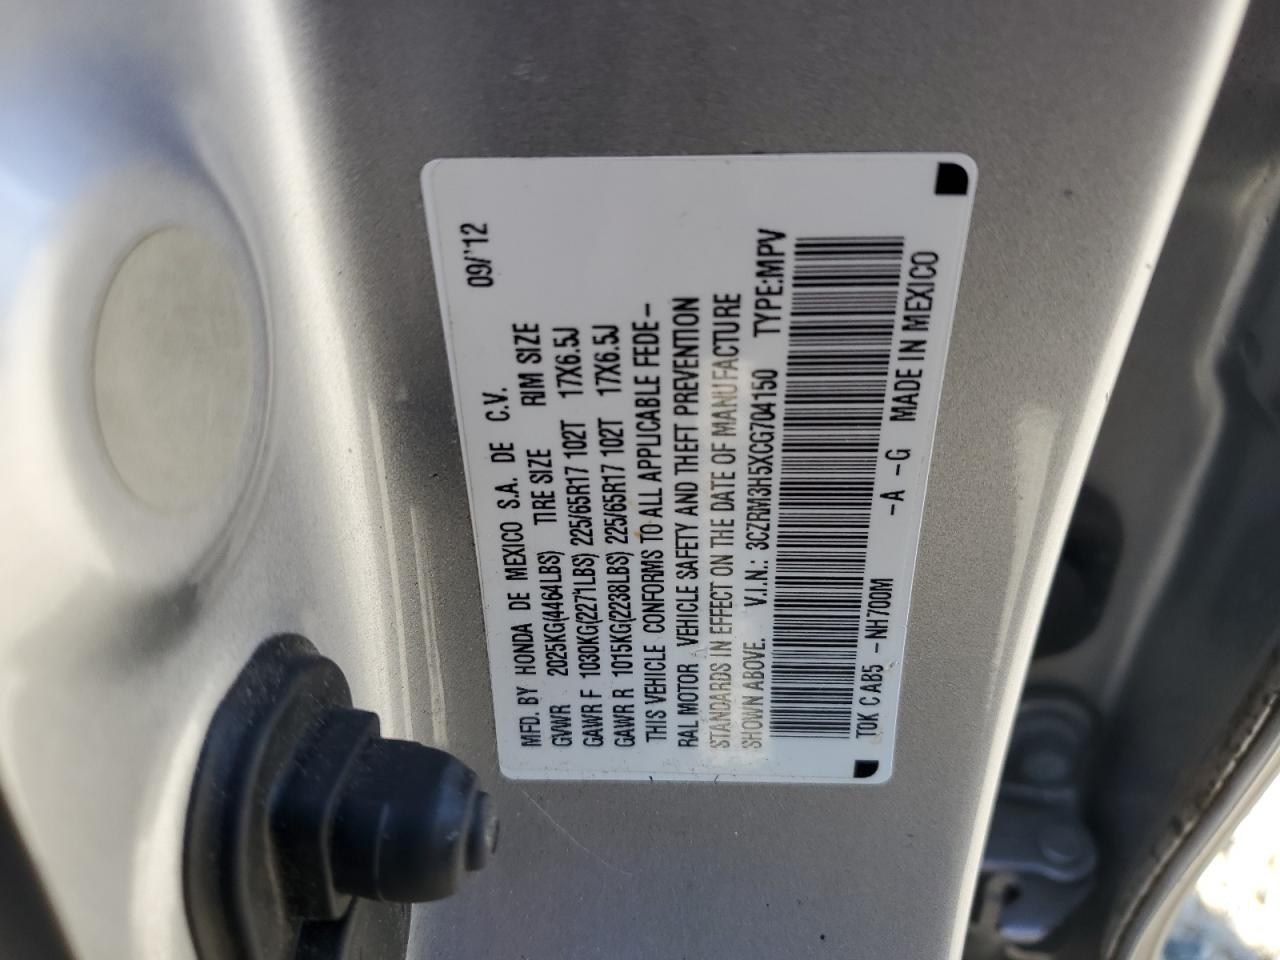 09/'12
MFD. BY HONDA DE MEXICO S.A. DE C.V.
GVWR 2025KG(4464LBS) TIRE SIZE RIM SIZE
GAWR F 1030KG(2271LBS) 225/65R17 102T 17X6.5J
GAWR R 1015KG(2238LBS) 225/65R17 102T 17X6.5J
THIS VEHICLE CONFORMS TO ALL APPLICABLE FEDE-
RAL MOTOR VEHICLE SAFETY AND THEFT PREVENTION
STANDARDS IN EFFECT ON THE DATE OF MANUFACTURE
SHOWN ABOVE. V.I.N.: 3CZRM3H5XCG704150 TYPE:MPV
T0K C AB5 - NH700M -A -G MADE IN MEXICO